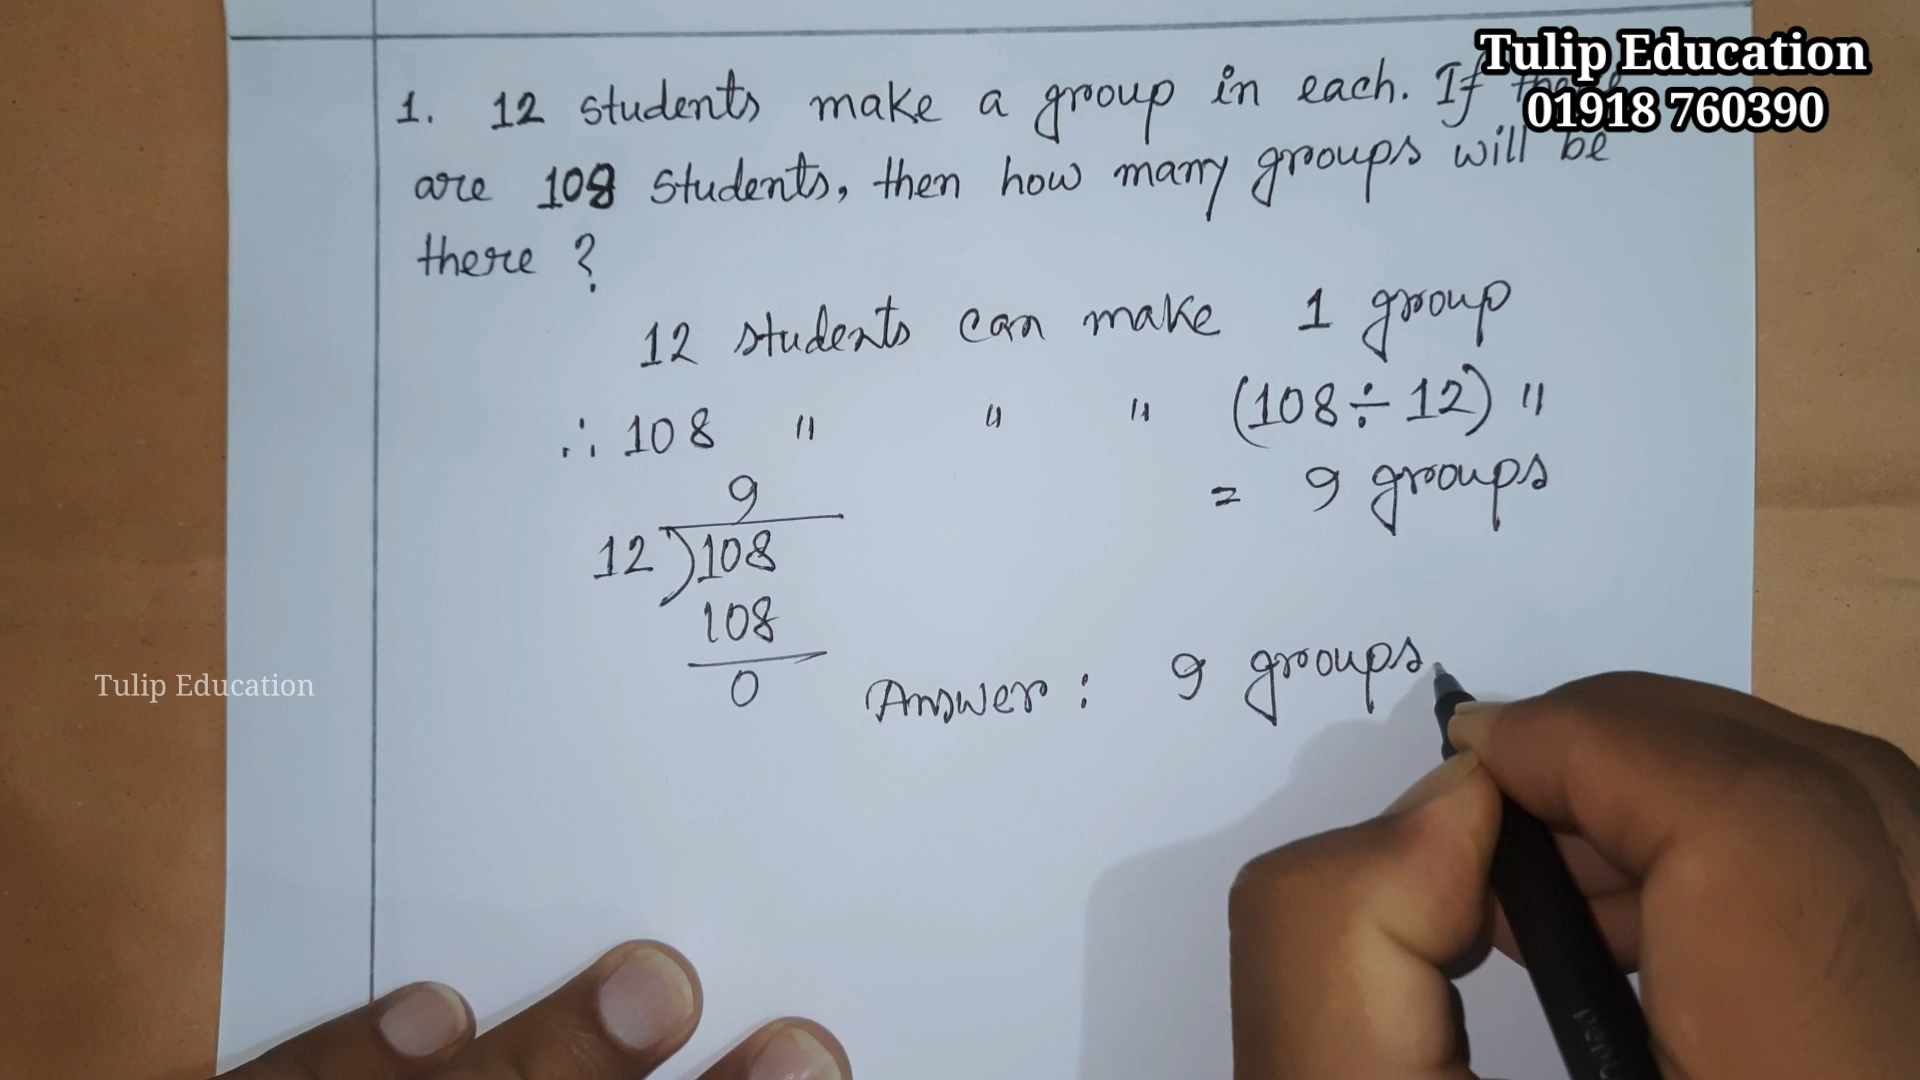 Tulip Education
01918 760390
1. 12 students make a group in each. If
are 108 students, then how many groups will be
there ?
12 students can make 1 group
∴ 108 " " " (108 ÷ 12) "
= 9 groups
9
12 ) 108
108
0
Answer : 9 groups.
Tulip Education